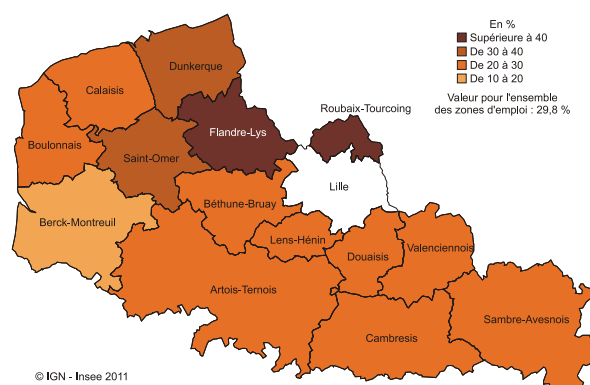 En %
Supérieure à 40
De 30 à 40
De 20 à 30
De 10 à 20
Valeur pour l'ensemble
des zones d'emploi : 29,8 %
Dunkerque
Calaisis
Roubaix-Tourcoing
Flandre-Lys
Boulonnais
Saint-Omer
Lille
Béthune-Bruay
Berck-Montreuil
Lens-Hénin
Valenciennois
Douaisis
Artois-Ternois
Sambre-Avesnois
Cambresis
© IGN - Insee 2011